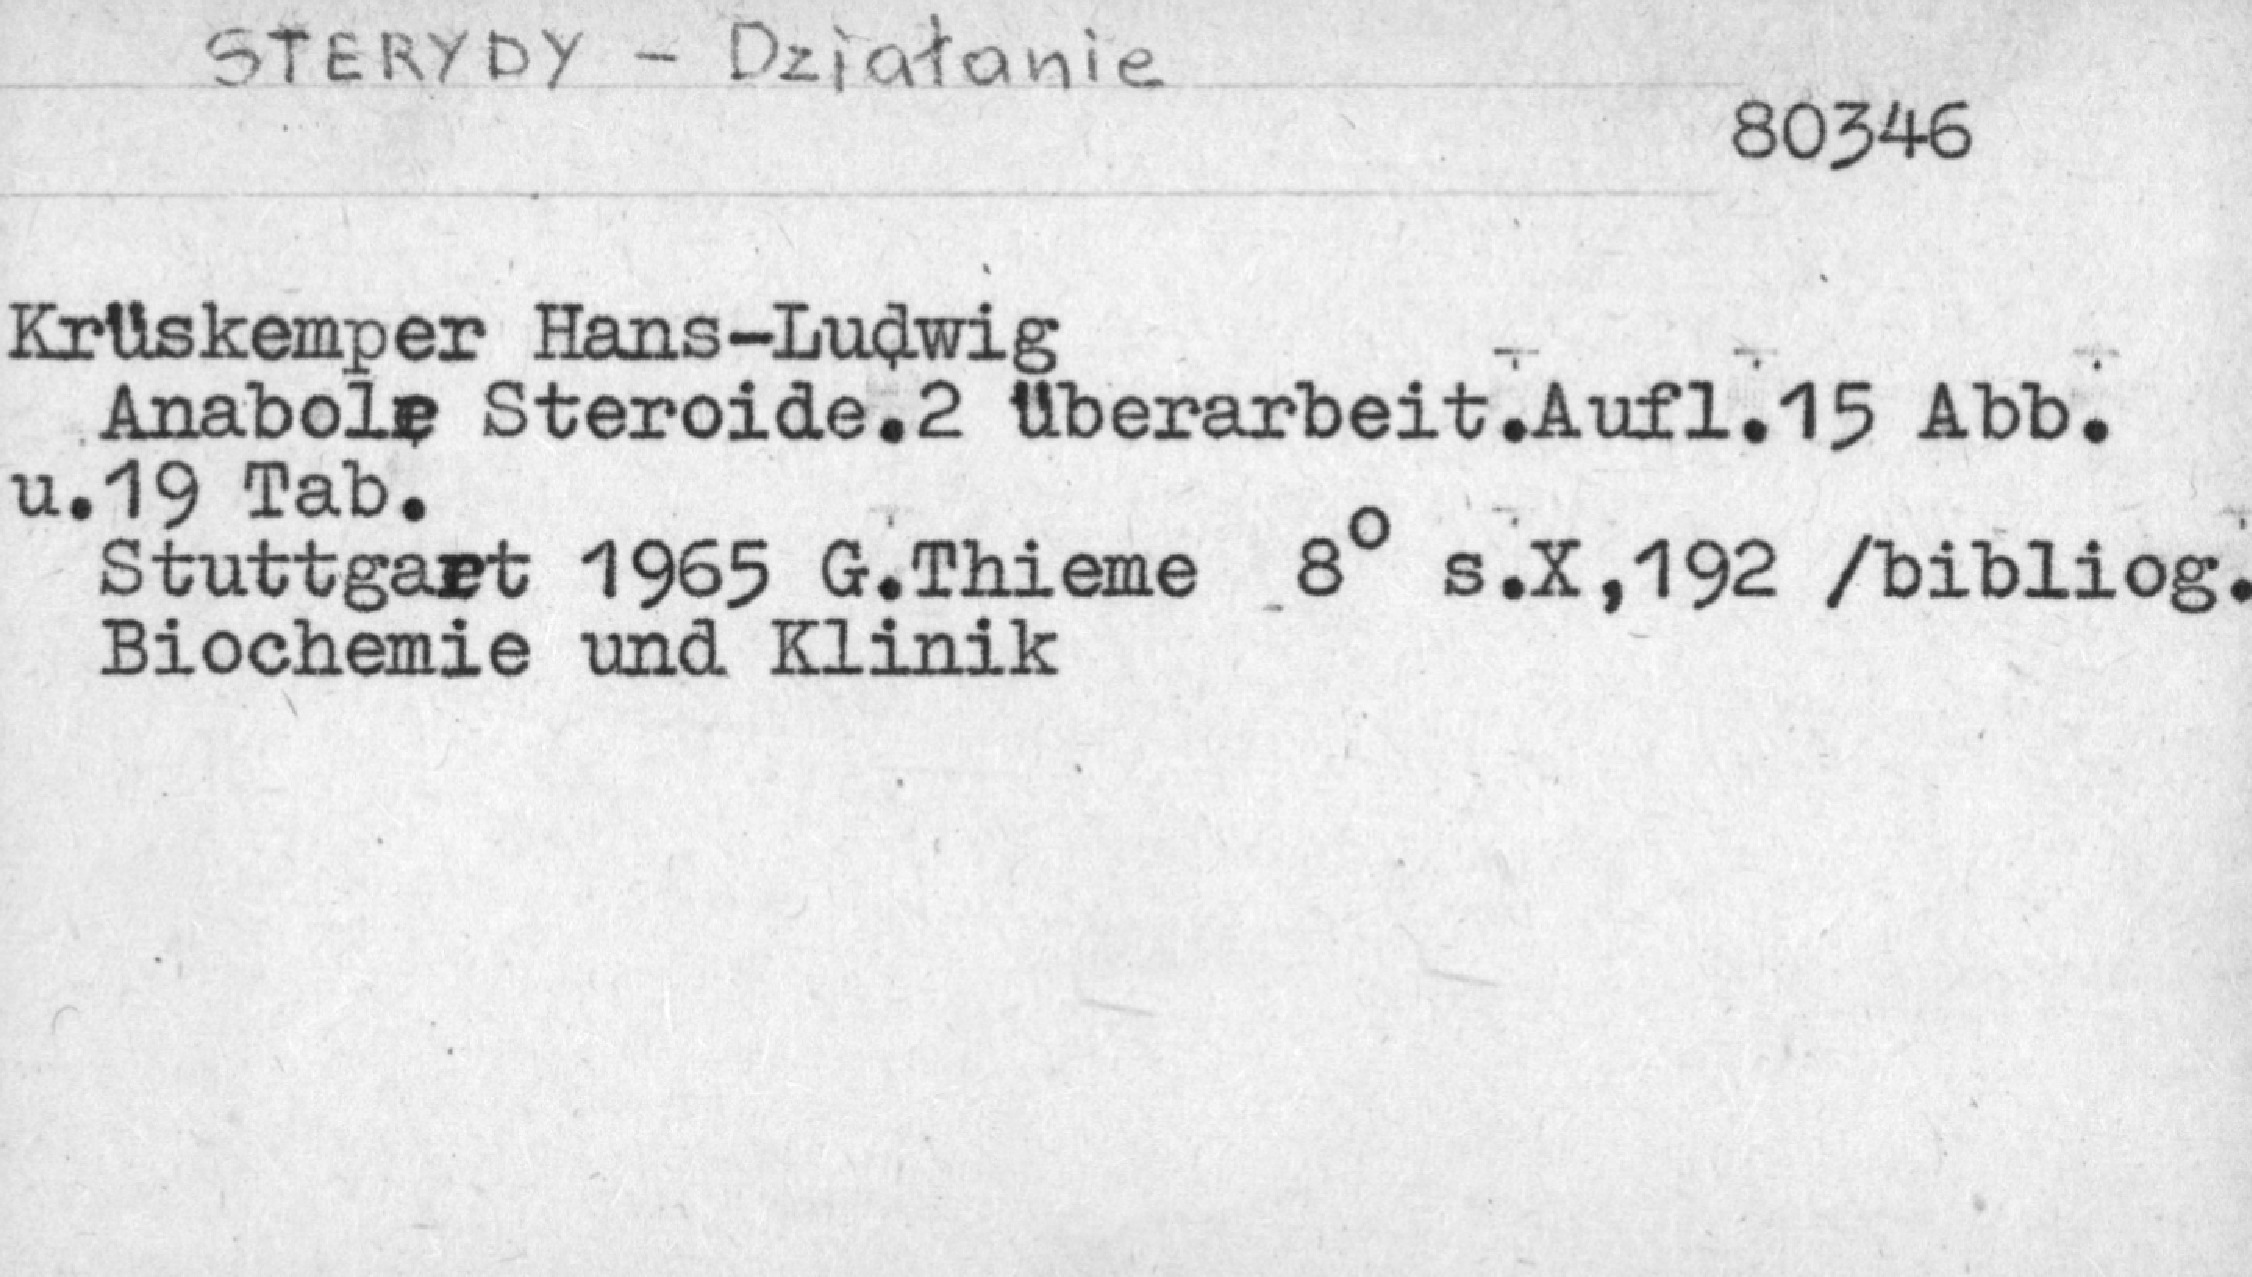 STERYDY - Działanie
80346
Krüskemper Hans-Ludwig
Anabole Steroide.2 überarbeit.Aufl.15 Abb.
u.19 Tab.
Stuttgart 1965 G.Thieme 8° s.X,192 /bibliog.
Biochemie und Klinik